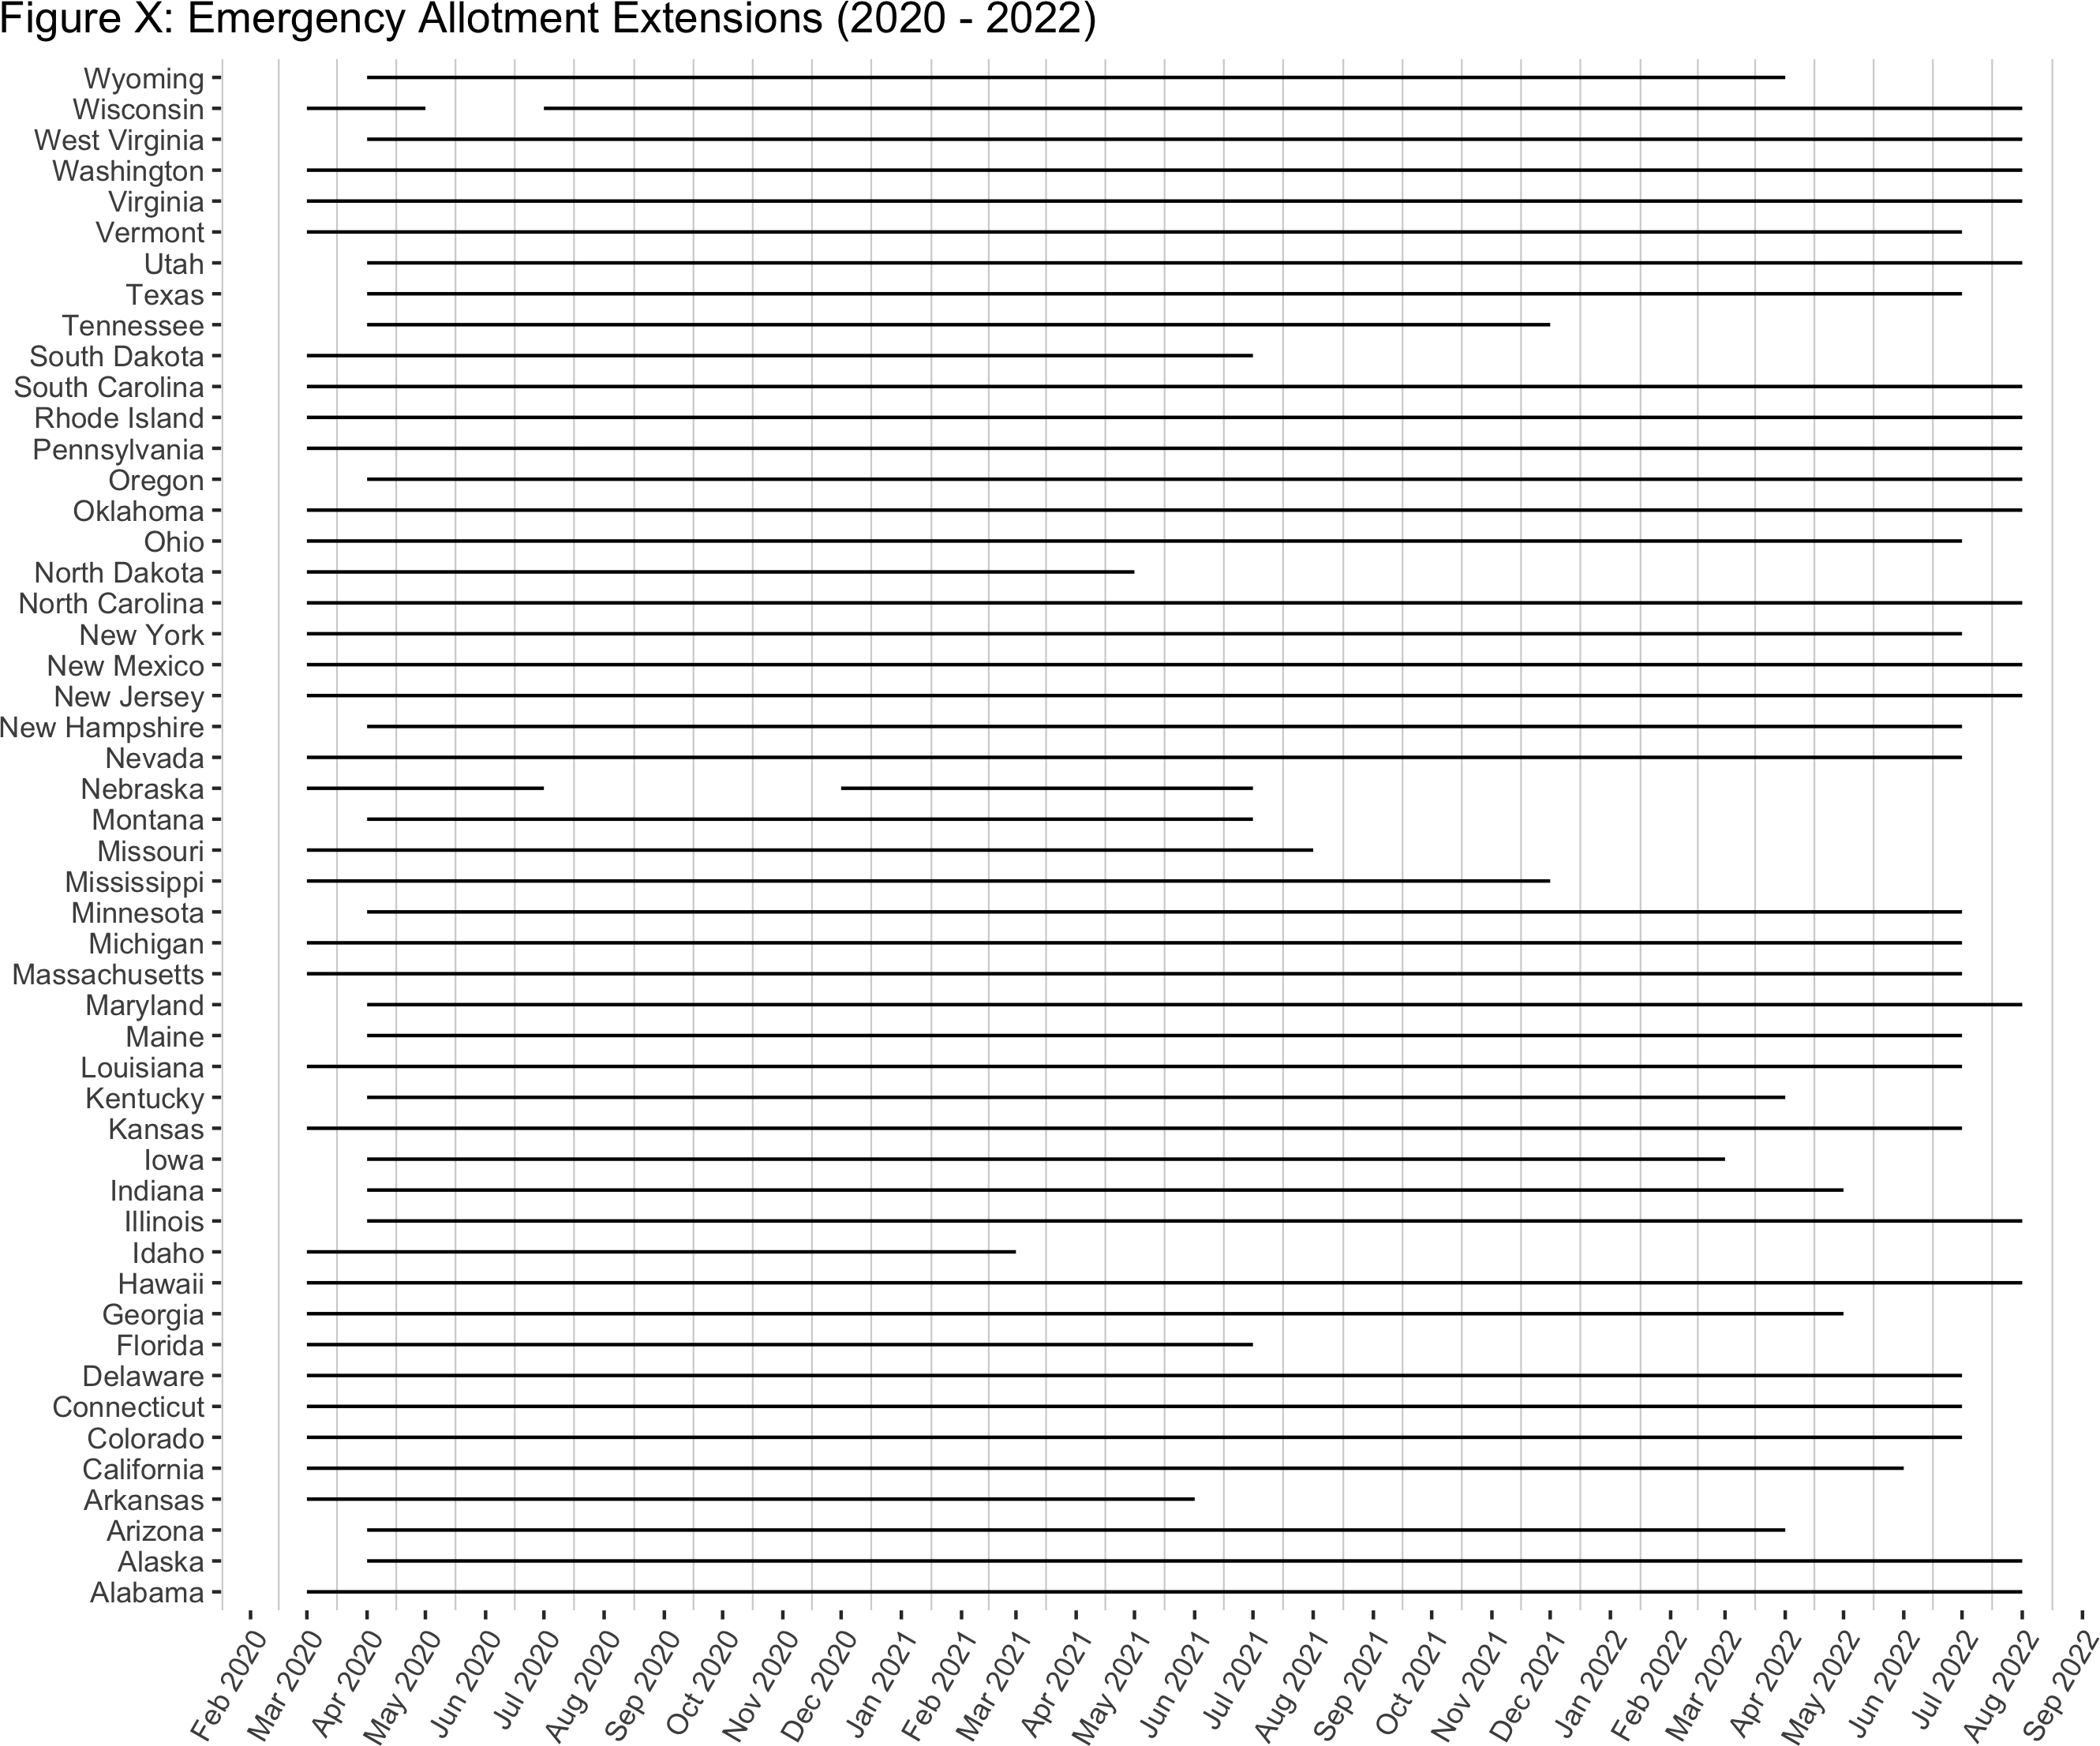 Figure X: Emergency Allotment Extensions (2020 - 2022)
Wyoming
Wisconsin
West Virginia
Washington
Virginia
Vermont
Utah
Texas
Tennessee
South Dakota
South Carolina
Rhode Island
Pennsylvania
Oregon
Oklahoma
Ohio
North Dakota
North Carolina
New York
New Mexico
New Jersey
New Hampshire
Nevada
Nebraska
Montana
Missouri
Mississippi
Minnesota
Michigan
Massachusetts
Maryland
Maine
Louisiana
Kentucky
Kansas
Iowa
Indiana
Illinois
Idaho
Hawaii
Georgia
Florida
Delaware
Connecticut
Colorado
California
Arkansas
Arizona
Alaska
Alabama
Feb 2020
Mar 2020
Apr 2020
May 2020
Jun 2020
Jul 2020
Aug 2020
Sep 2020
Oct 2020
Nov 2020
Dec 2020
Jan 2021
Feb 2021
Mar 2021
Apr 2021
May 2021
Jun 2021
Jul 2021
Aug 2021
Sep 2021
Oct 2021
Nov 2021
Dec 2021
Jan 2022
Feb 2022
Mar 2022
Apr 2022
May 2022
Jun 2022
Jul 2022
Aug 2022
Sep 2022